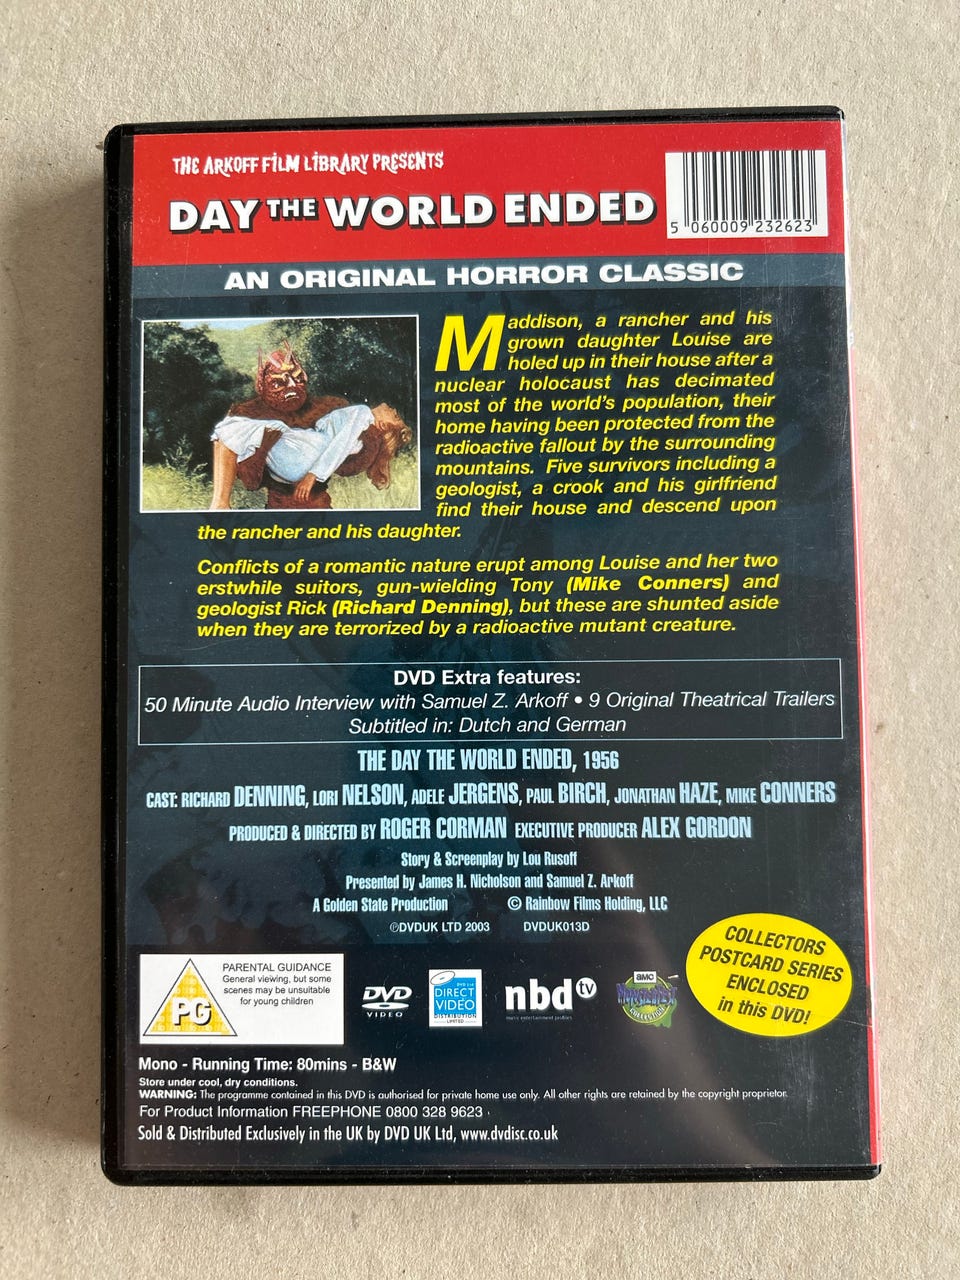 THE ARKOFF FILM LIBRARY PRESENTS
DAY THE WORLD ENDED
5 060009 232623
AN ORIGINAL HORROR CLASSIC
Maddison, a rancher and his
grown daughter Louise are
holed up in their house after a
nuclear holocaust has decimated
most of the world's population, their
home having been protected from the
radioactive fallout by the surrounding
mountains. Five survivors including a
geologist, a crook and his girlfriend
find their house and descend upon
the rancher and his daughter.
Conflicts of a romantic nature erupt among Louise and her two
erstwhile suitors, gun-wielding Tony (Mike Conners) and
geologist Rick (Richard Denning), but these are shunted aside
when they are terrorized by a radioactive mutant creature.
DVD Extra features:
50 Minute Audio Interview with Samuel Z. Arkoff • 9 Original Theatrical Trailers
Subtitled in: Dutch and German
THE DAY THE WORLD ENDED, 1956
CAST: RICHARD DENNING, LORI NELSON, ADELE JERGENS, PAUL BIRCH, JONATHAN HAZE, MIKE CONNERS
PRODUCED & DIRECTED BY ROGER CORMAN EXECUTIVE PRODUCER ALEX GORDON
Story & Screenplay by Lou Rusoff
Presented by James H. Nicholson and Samuel Z. Arkoff
A Golden State Production © Rainbow Films Holding, LLC
℗DVDUK LTD 2003 DVDUK013D
COLLECTORS
POSTCARD SERIES
ENCLOSED
in this DVD!
PG
PARENTAL GUIDANCE
General viewing, but some
scenes may be unsuitable
for young children
DVD
VIDEO
DIRECT
VIDEO
DISTRIBUTION
LIMITED
nbd tv
music entertainment profiles
amc
COLLECTION
Mono - Running Time: 80mins - B&W
Store under cool, dry conditions.
WARNING: The programme contained in this DVD is authorised for private home use only. All other rights are retained by the copyright proprietor.
For Product Information FREEPHONE 0800 328 9623
Sold & Distributed Exclusively in the UK by DVD UK Ltd, www.dvdisc.co.uk